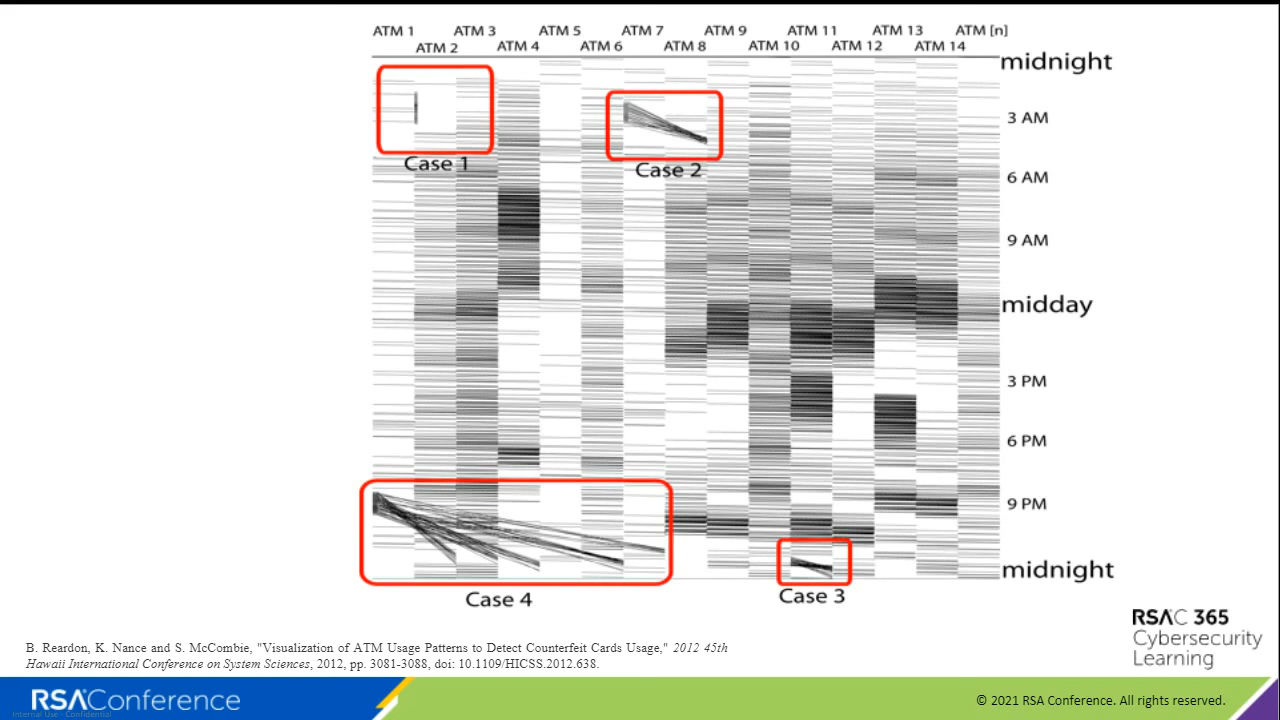 ATM 1 ATM 3 ATM 5 ATM 7 ATM 9 ATM 11 ATM 13 ATM [n]
ATM 2 ATM 4 ATM 6 ATM 8 ATM 10 ATM 12 ATM 14
midnight
3 AM
Case 1
Case 2
6 AM
9 AM
midday
3 PM
6 PM
9 PM
midnight
Case 3
Case 4
RSAC 365
Cybersecurity
Learning
B. Reardon, K. Nance and S. McCombie, "Visualization of ATM Usage Patterns to Detect Counterfeit Cards Usage," 2012 45th
Hawaii International Conference on System Sciences, 2012, pp. 3081-3088, doi: 10.1109/HICSS.2012.638.
RSAConference
© 2021 RSA Conference. All rights reserved.
Internal Use - Confidential